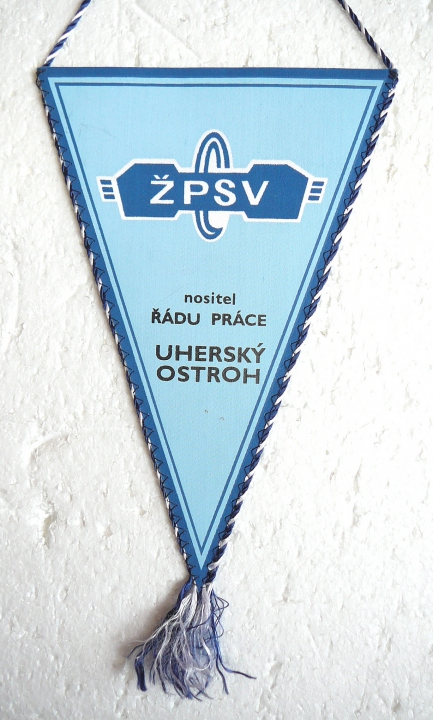 ŽPSV
nositel
ŘÁDU PRÁCE
UHERSKÝ
OSTROH